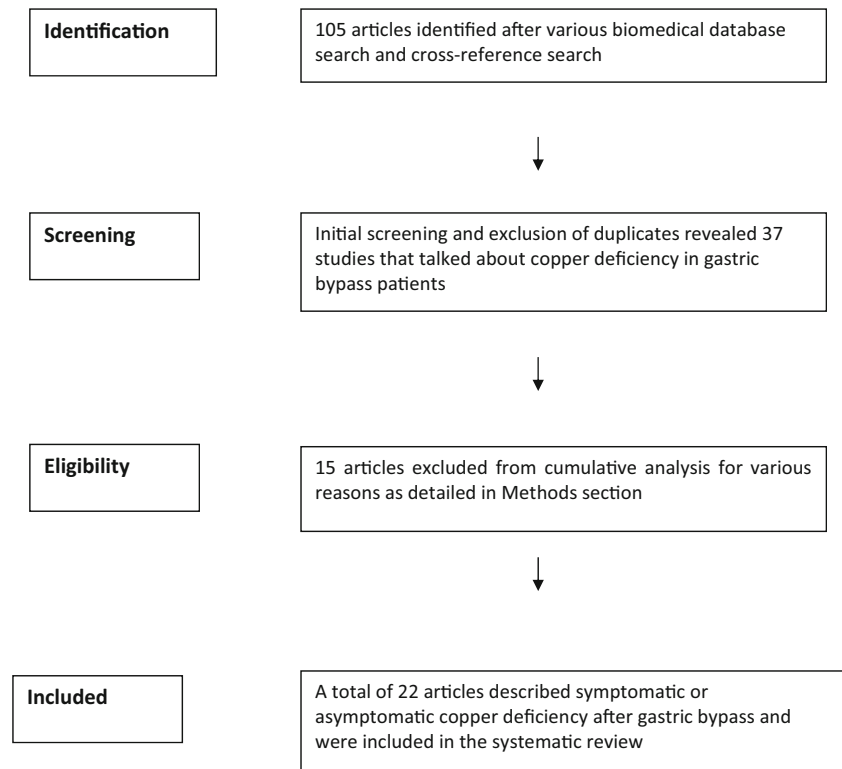 Identification
105 articles identified after various biomedical database
search and cross-reference search
Screening
Initial screening and exclusion of duplicates revealed 37
studies that talked about copper deficiency in gastric
bypass patients
Eligibility
15 articles excluded from cumulative analysis for various
reasons as detailed in Methods section
Included
A total of 22 articles described symptomatic or
asymptomatic copper deficiency after gastric bypass and
were included in the systematic review